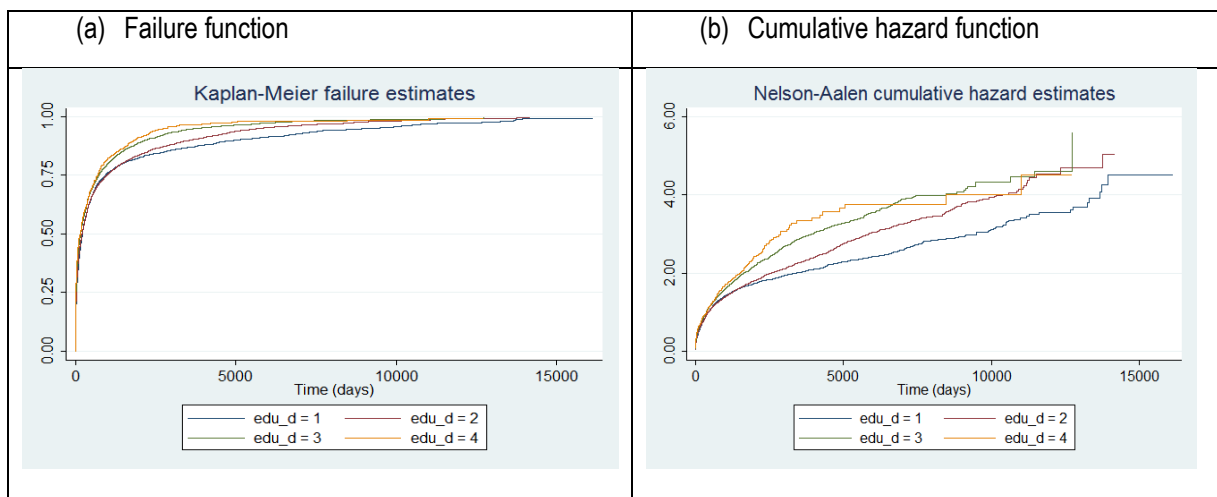 (a) Failure function
(b) Cumulative hazard function
Kaplan-Meier failure estimates
1.00
0.75
0.50
0.25
0.00
0 5000 10000 15000
Time (days)
edu_d = 1 edu_d = 2
edu_d = 3 edu_d = 4
Nelson-Aalen cumulative hazard estimates
6.00
4.00
2.00
0.00
0 5000 10000 15000
Time (days)
edu_d = 1 edu_d = 2
edu_d = 3 edu_d = 4